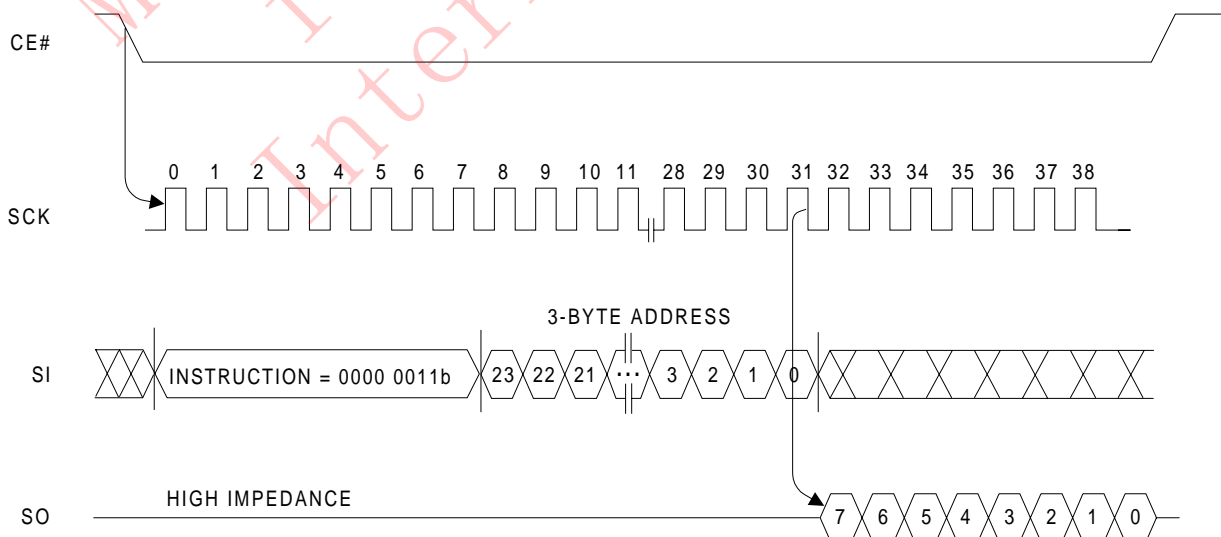 CE#
0 1 2 3 4 5 6 7 8 9 10 11 28 29 30 31 32 33 34 35 36 37 38
SCK
3-BYTE ADDRESS
SI INSTRUCTION = 0000 0011b 23 22 21 ... 3 2 1 0
HIGH IMPEDANCE
SO 7 6 5 4 3 2 1 0